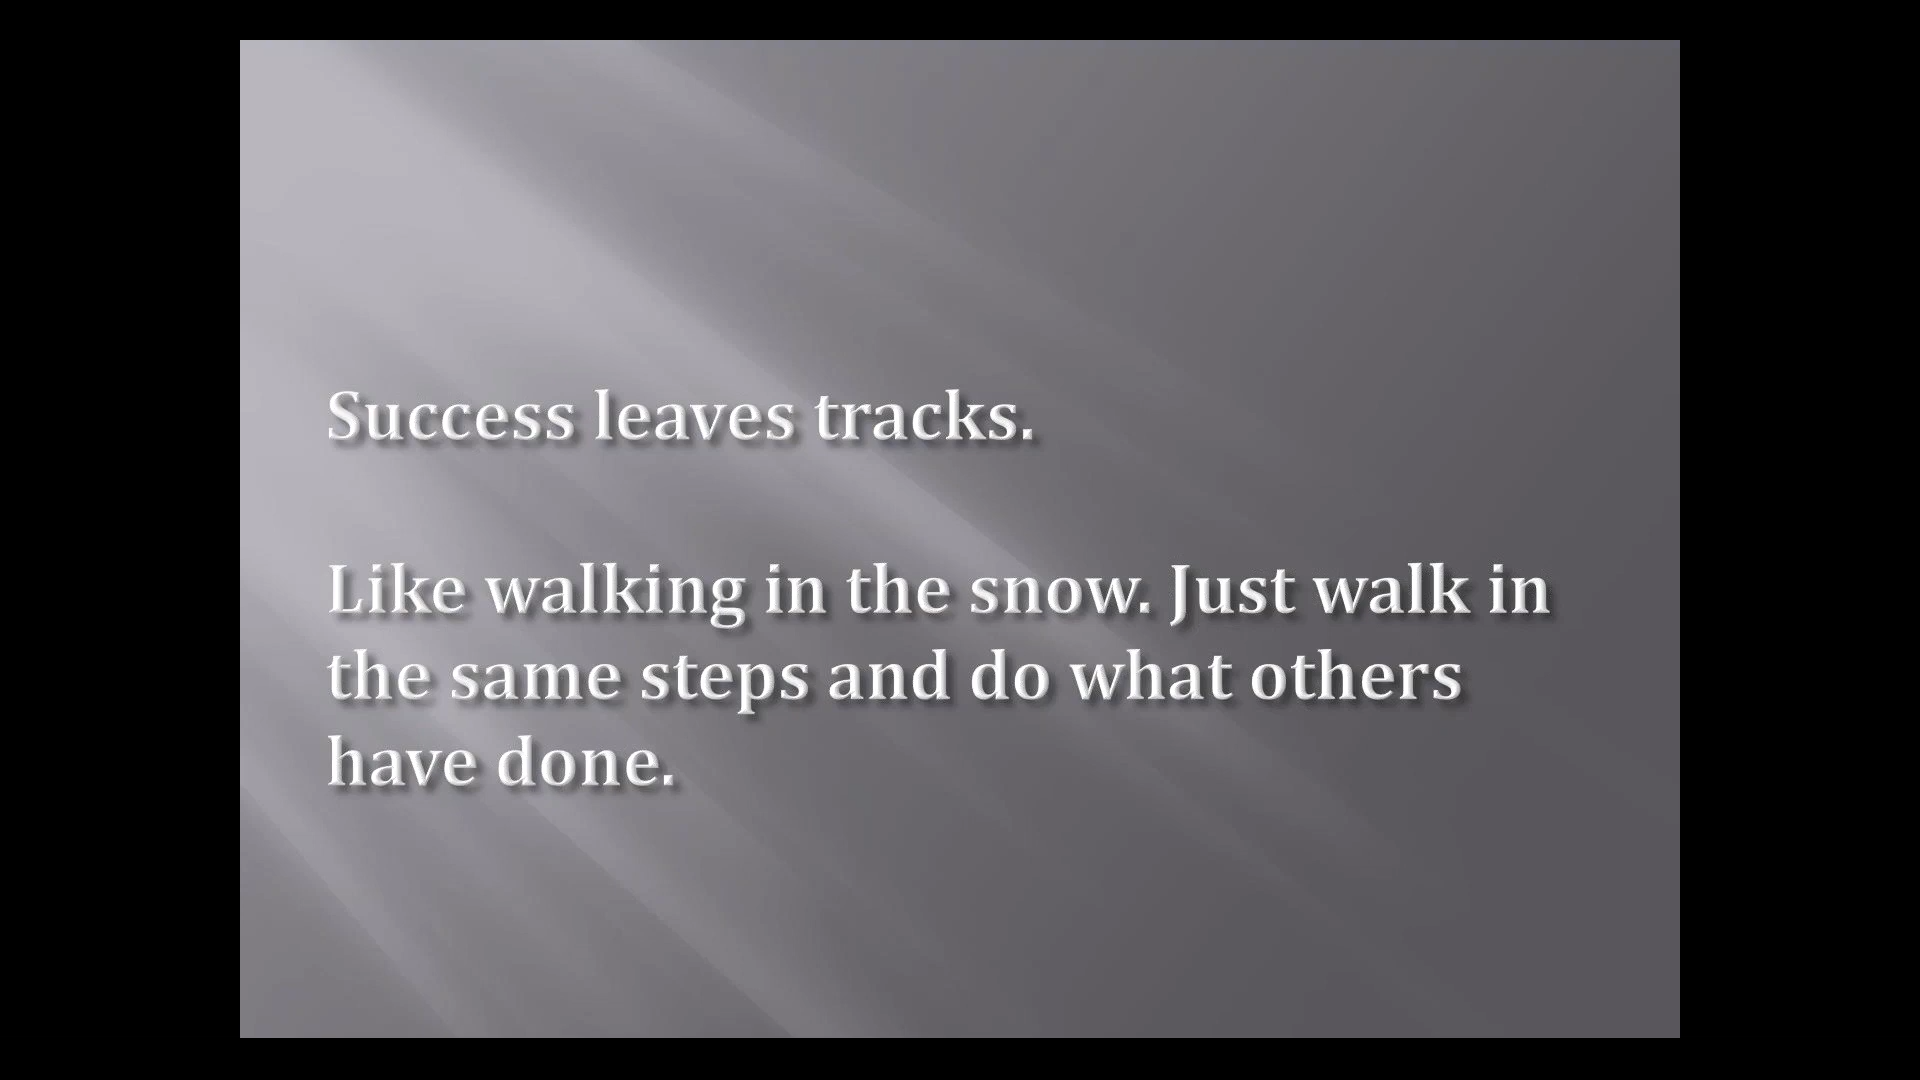 Success leaves tracks.
Like walking in the snow. Just walk in
the same steps and do what others
have done.